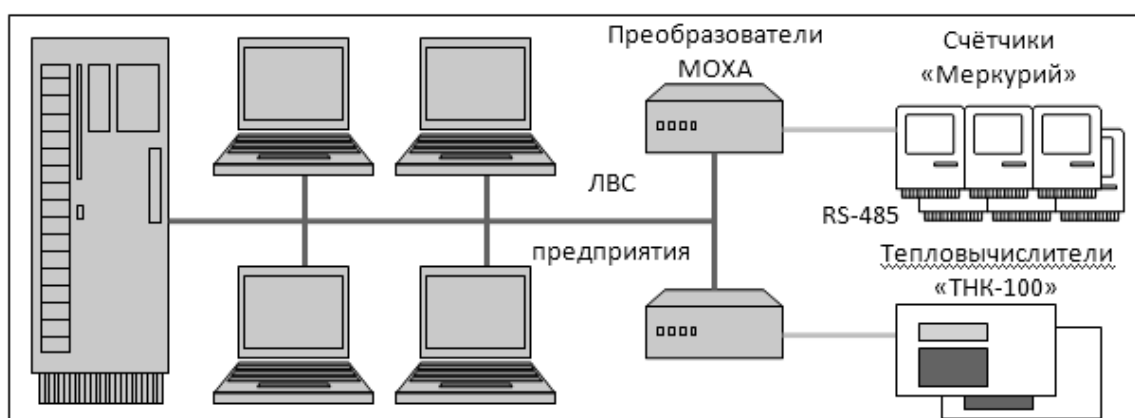 Преобразователи
MOXA
Счётчики
«Меркурий»
ЛВС
предприятия
RS-485
Тепловычислители
«ТНК-100»